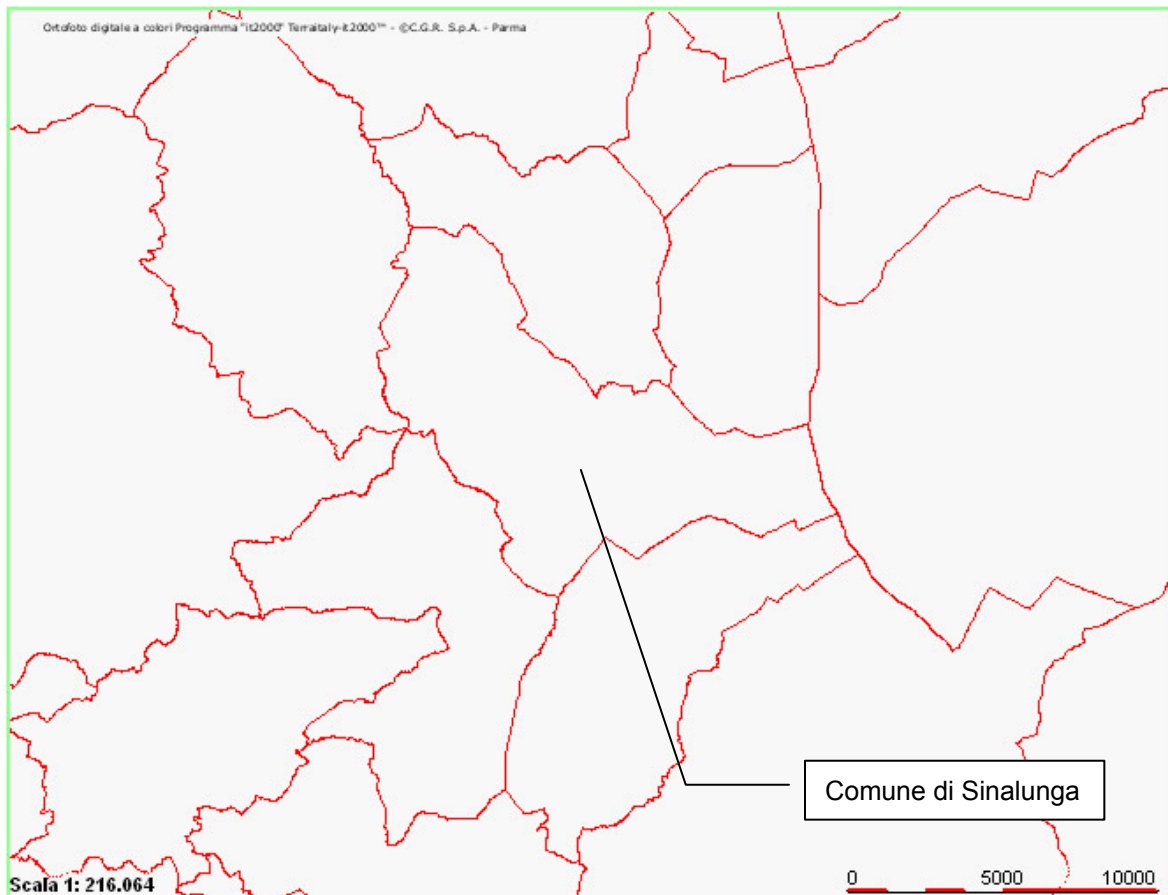 Ortofoto digitale a colori Programma "it2000" Terraitaly-it2000™ - ©C.G.R. S.p.A. - Parma
Comune di Sinalunga
Scala 1: 216.064
0 5000 10000